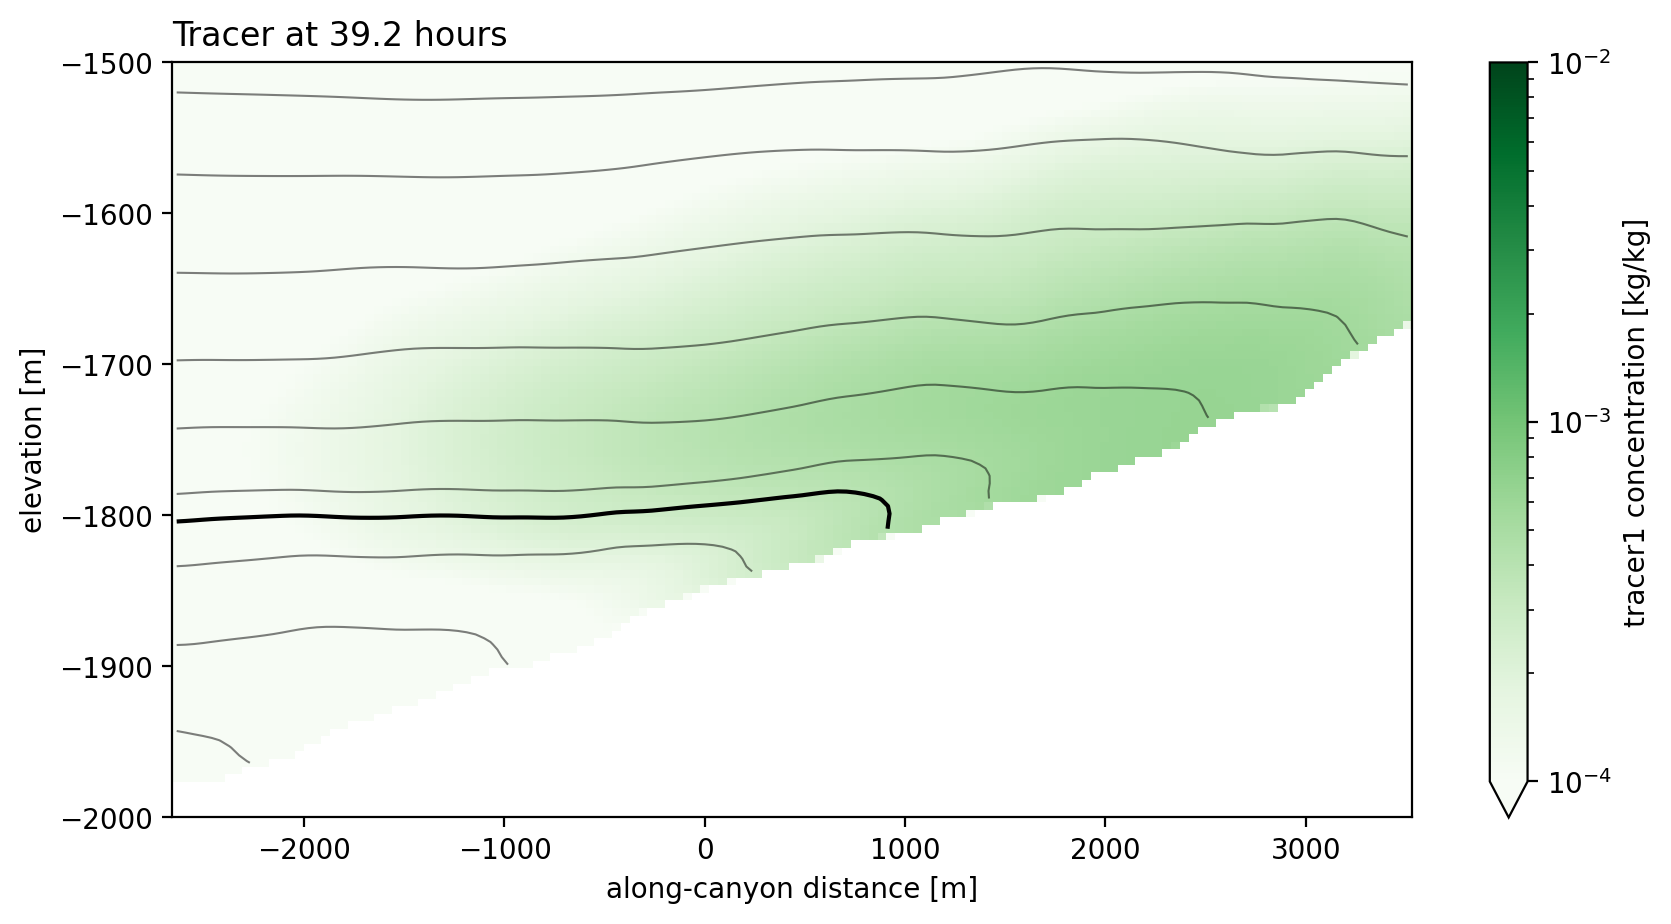 Tracer at 39.2 hours
−1500
−1600
−1700
−1800
−1900
−2000
elevation [m]
−2000 −1000 0 1000 2000 3000
along-canyon distance [m]
10⁻²
10⁻³
10⁻⁴
tracer1 concentration [kg/kg]